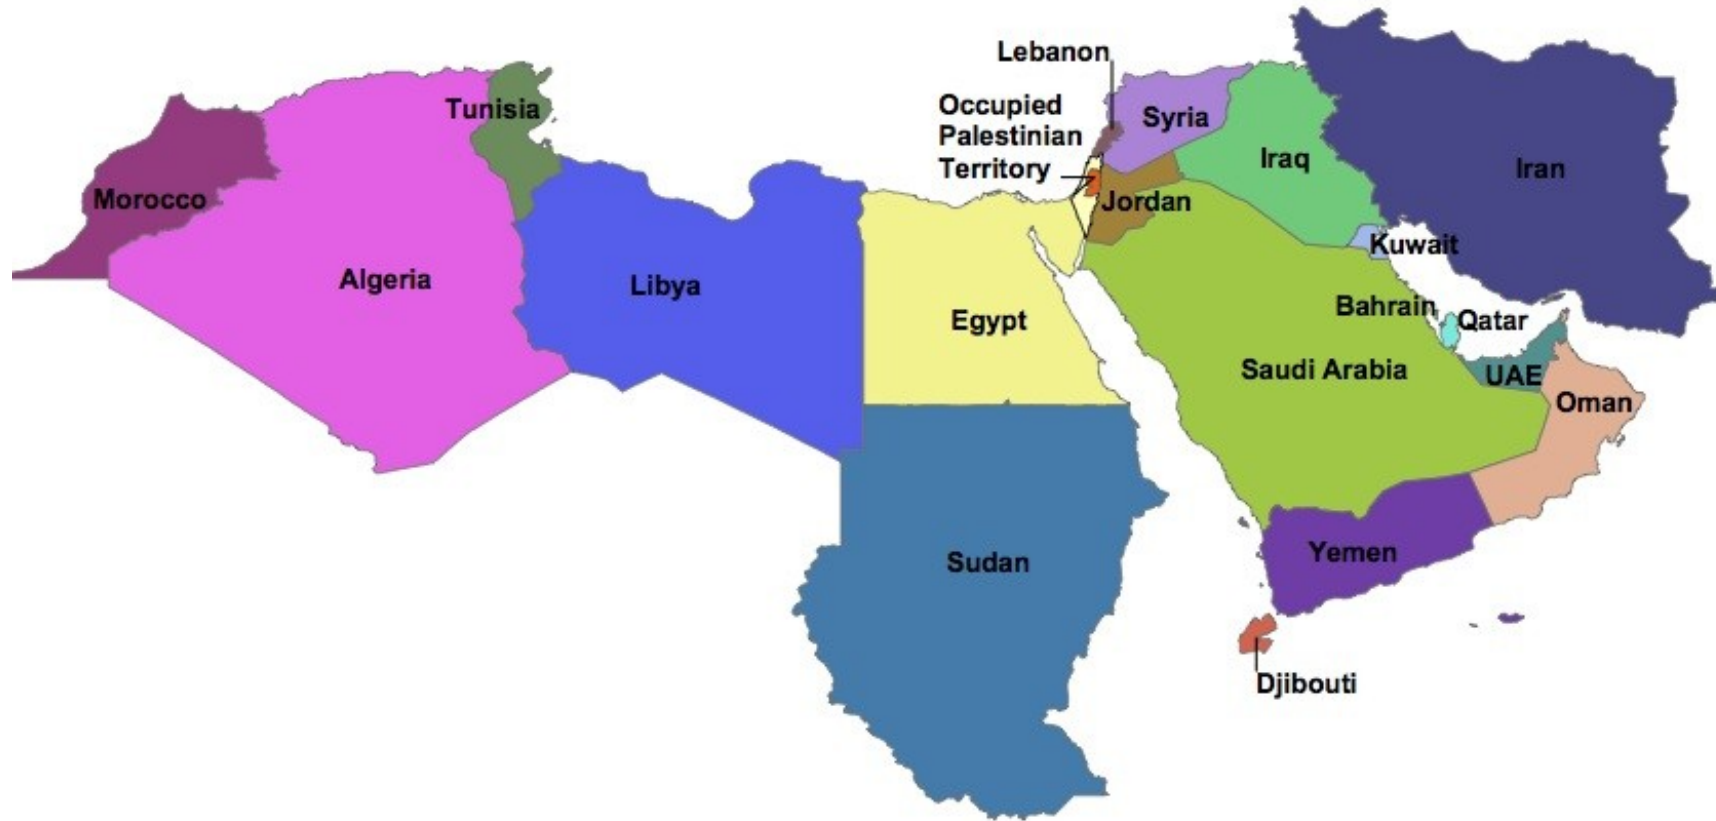 Lebanon
Occupied
Palestinian
Territory
Tunisia
Syria
Iraq
Iran
Morocco
Jordan
Kuwait
Algeria
Libya
Egypt
Bahrain
Qatar
Saudi Arabia
UAE
Oman
Sudan
Yemen
Djibouti